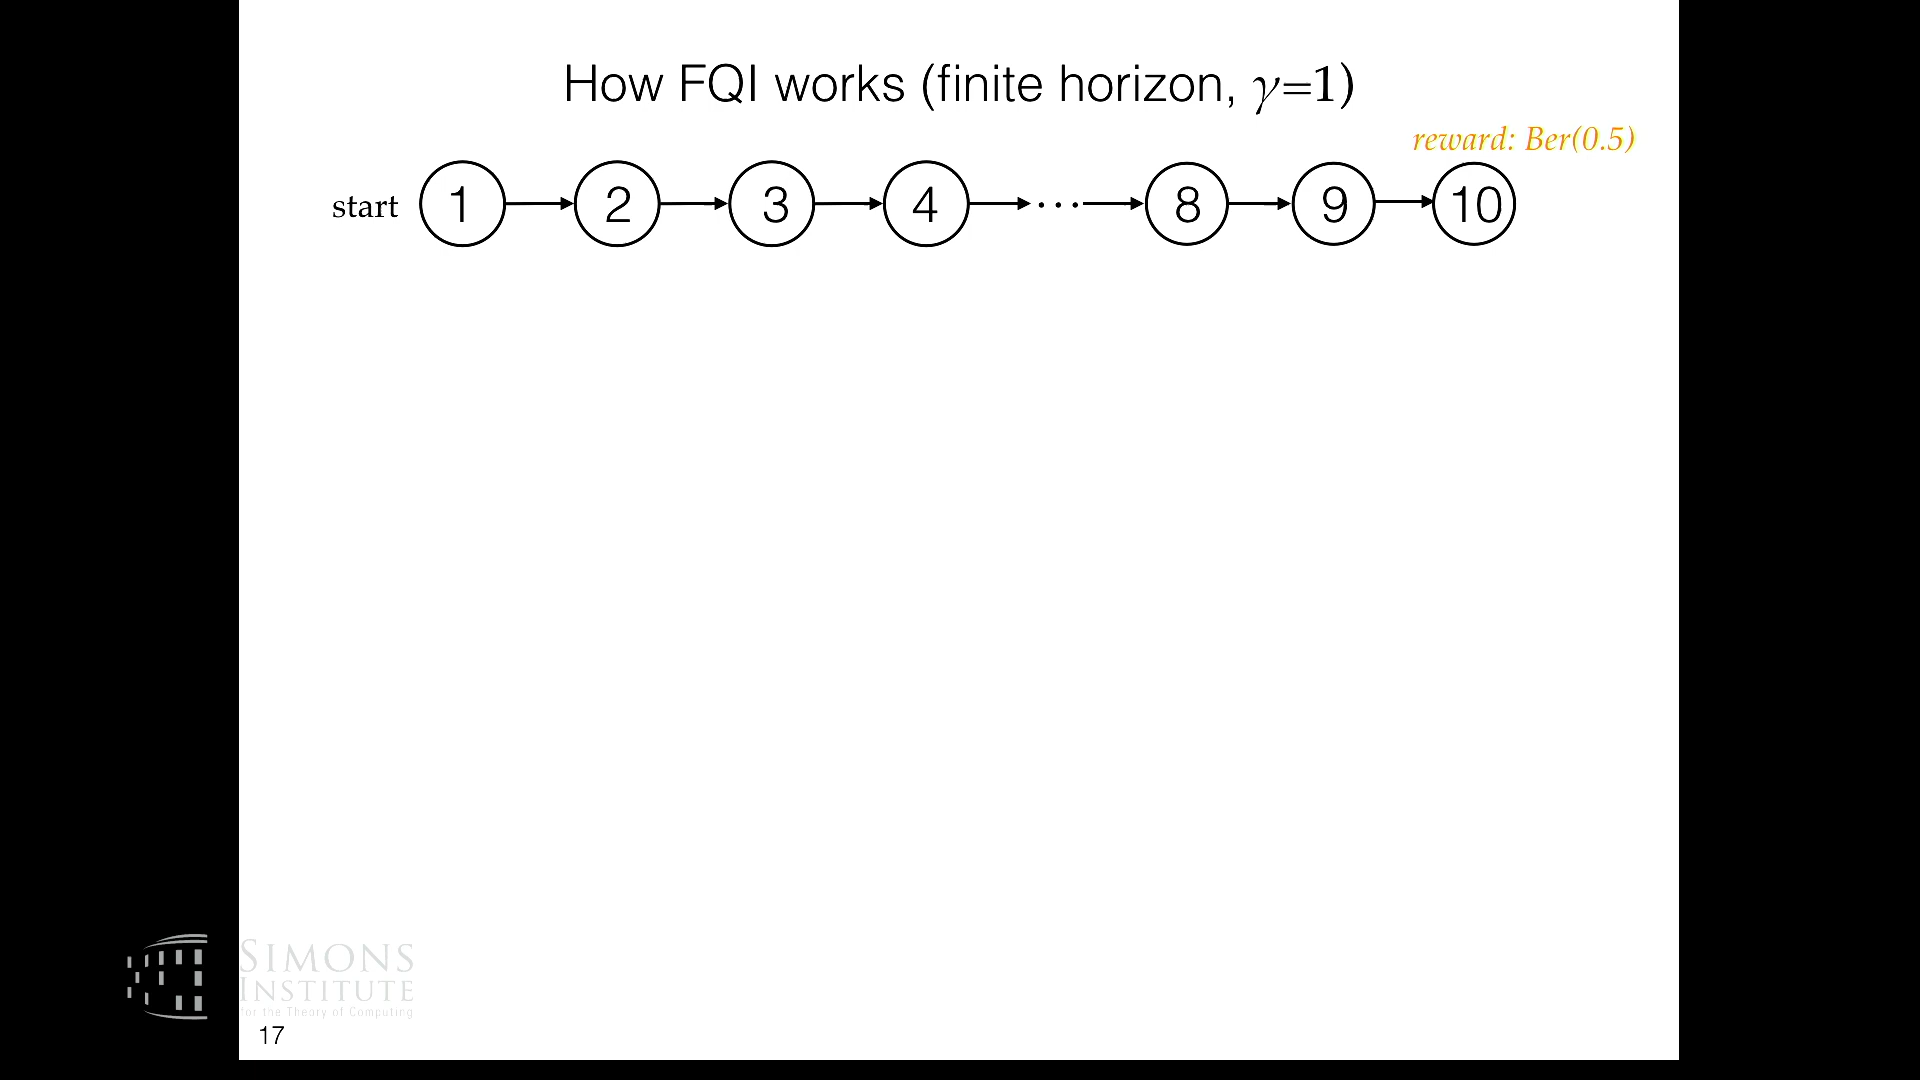 How FQI works (finite horizon, γ=1)
reward: Ber(0.5)
start 1 2 3 4 ... 8 9 10
SIMONS
INSTITUTE
for the Theory of Computing
17